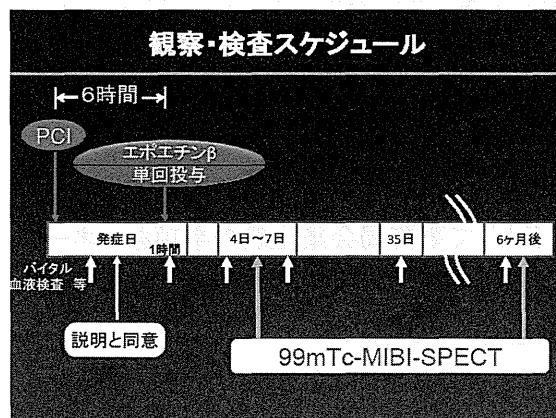 観察・検査スケジュール
6時間
PCI
エポエチンβ
単回投与
発症日
1時間
4日~7日
35日
6ヶ月後
バイタル
血液検査 等
説明と同意
99mTc-MIBI-SPECT